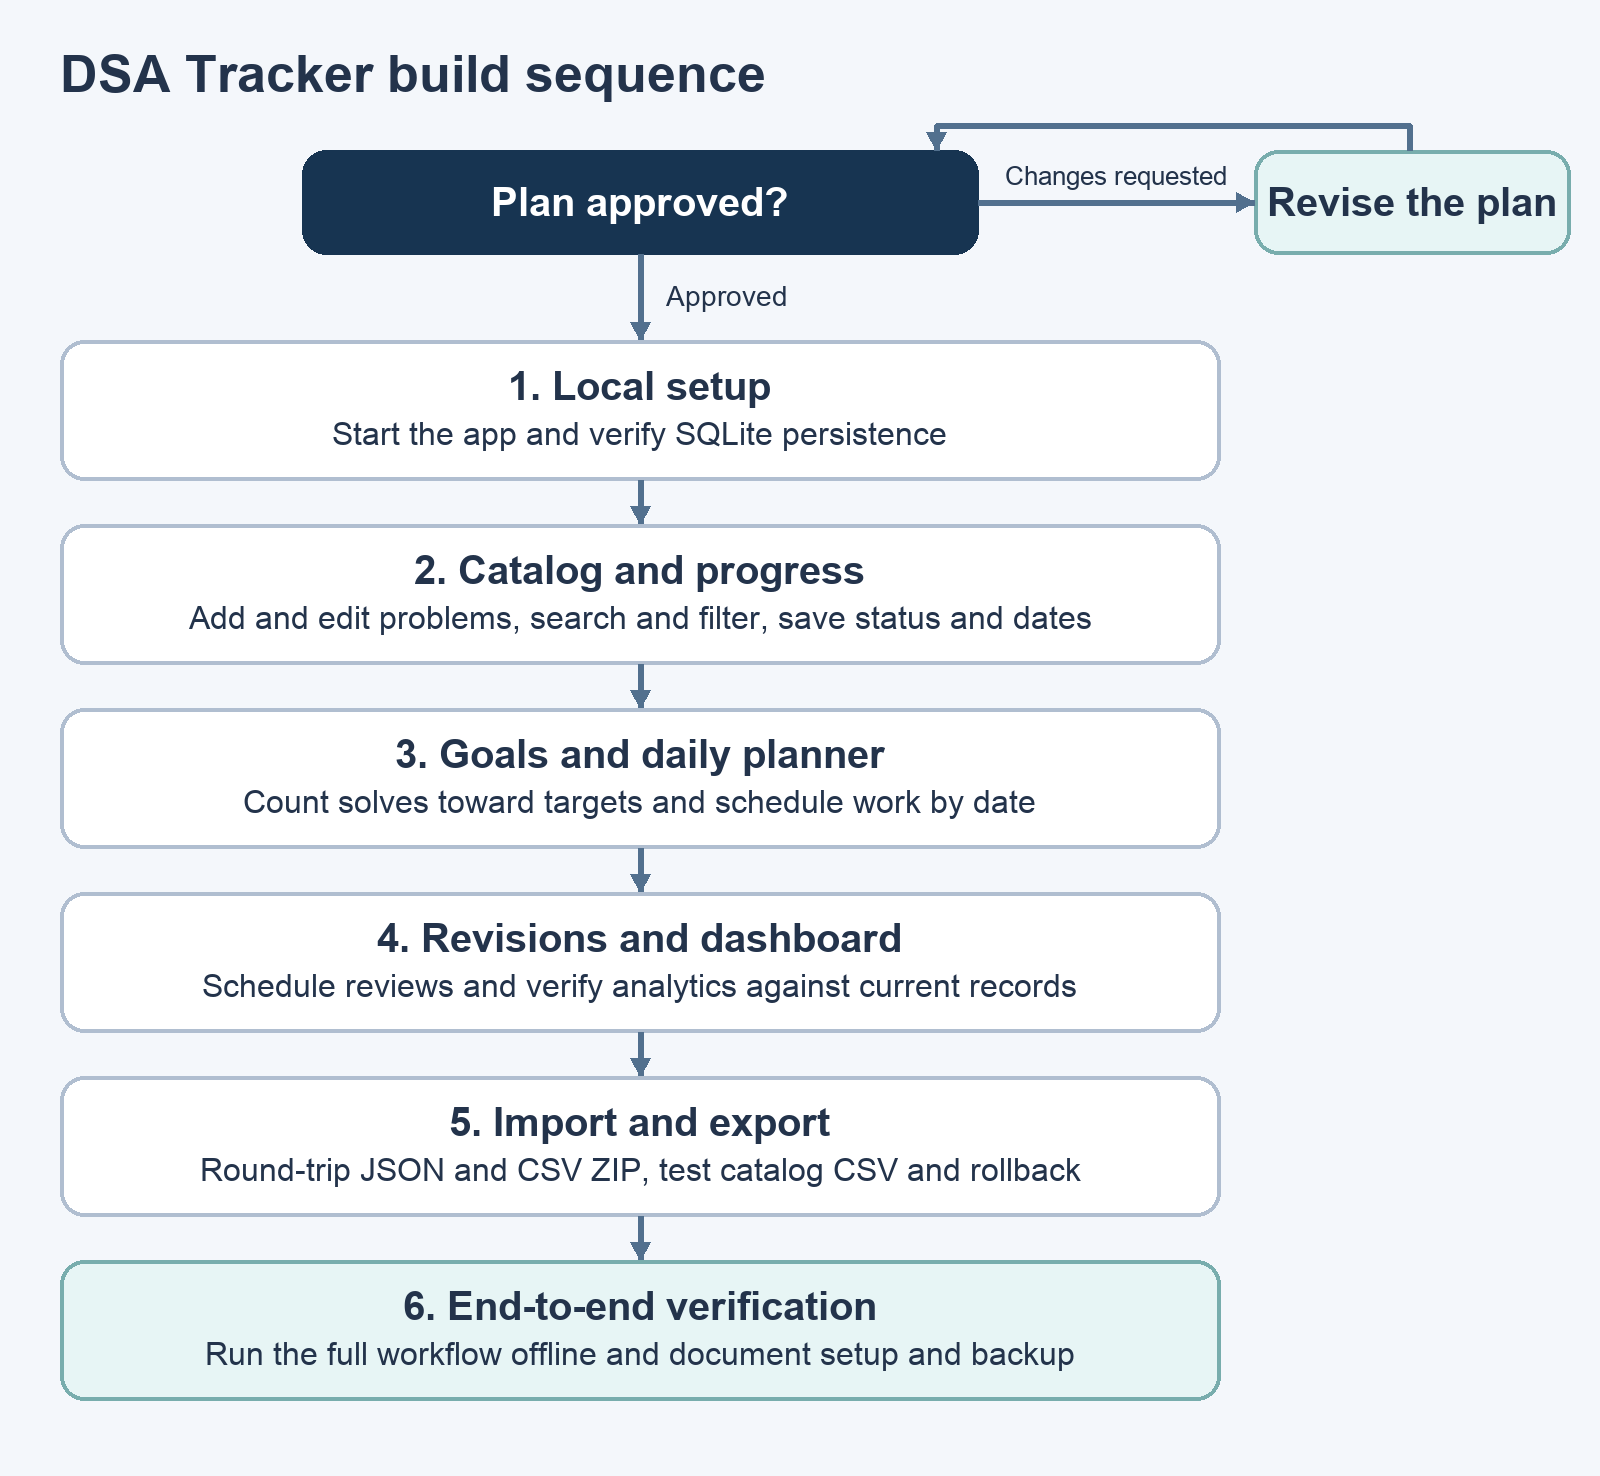 DSA Tracker build sequence
Plan approved?
Changes requested
Revise the plan
Approved
1. Local setup
Start the app and verify SQLite persistence
2. Catalog and progress
Add and edit problems, search and filter, save status and dates
3. Goals and daily planner
Count solves toward targets and schedule work by date
4. Revisions and dashboard
Schedule reviews and verify analytics against current records
5. Import and export
Round-trip JSON and CSV ZIP, test catalog CSV and rollback
6. End-to-end verification
Run the full workflow offline and document setup and backup